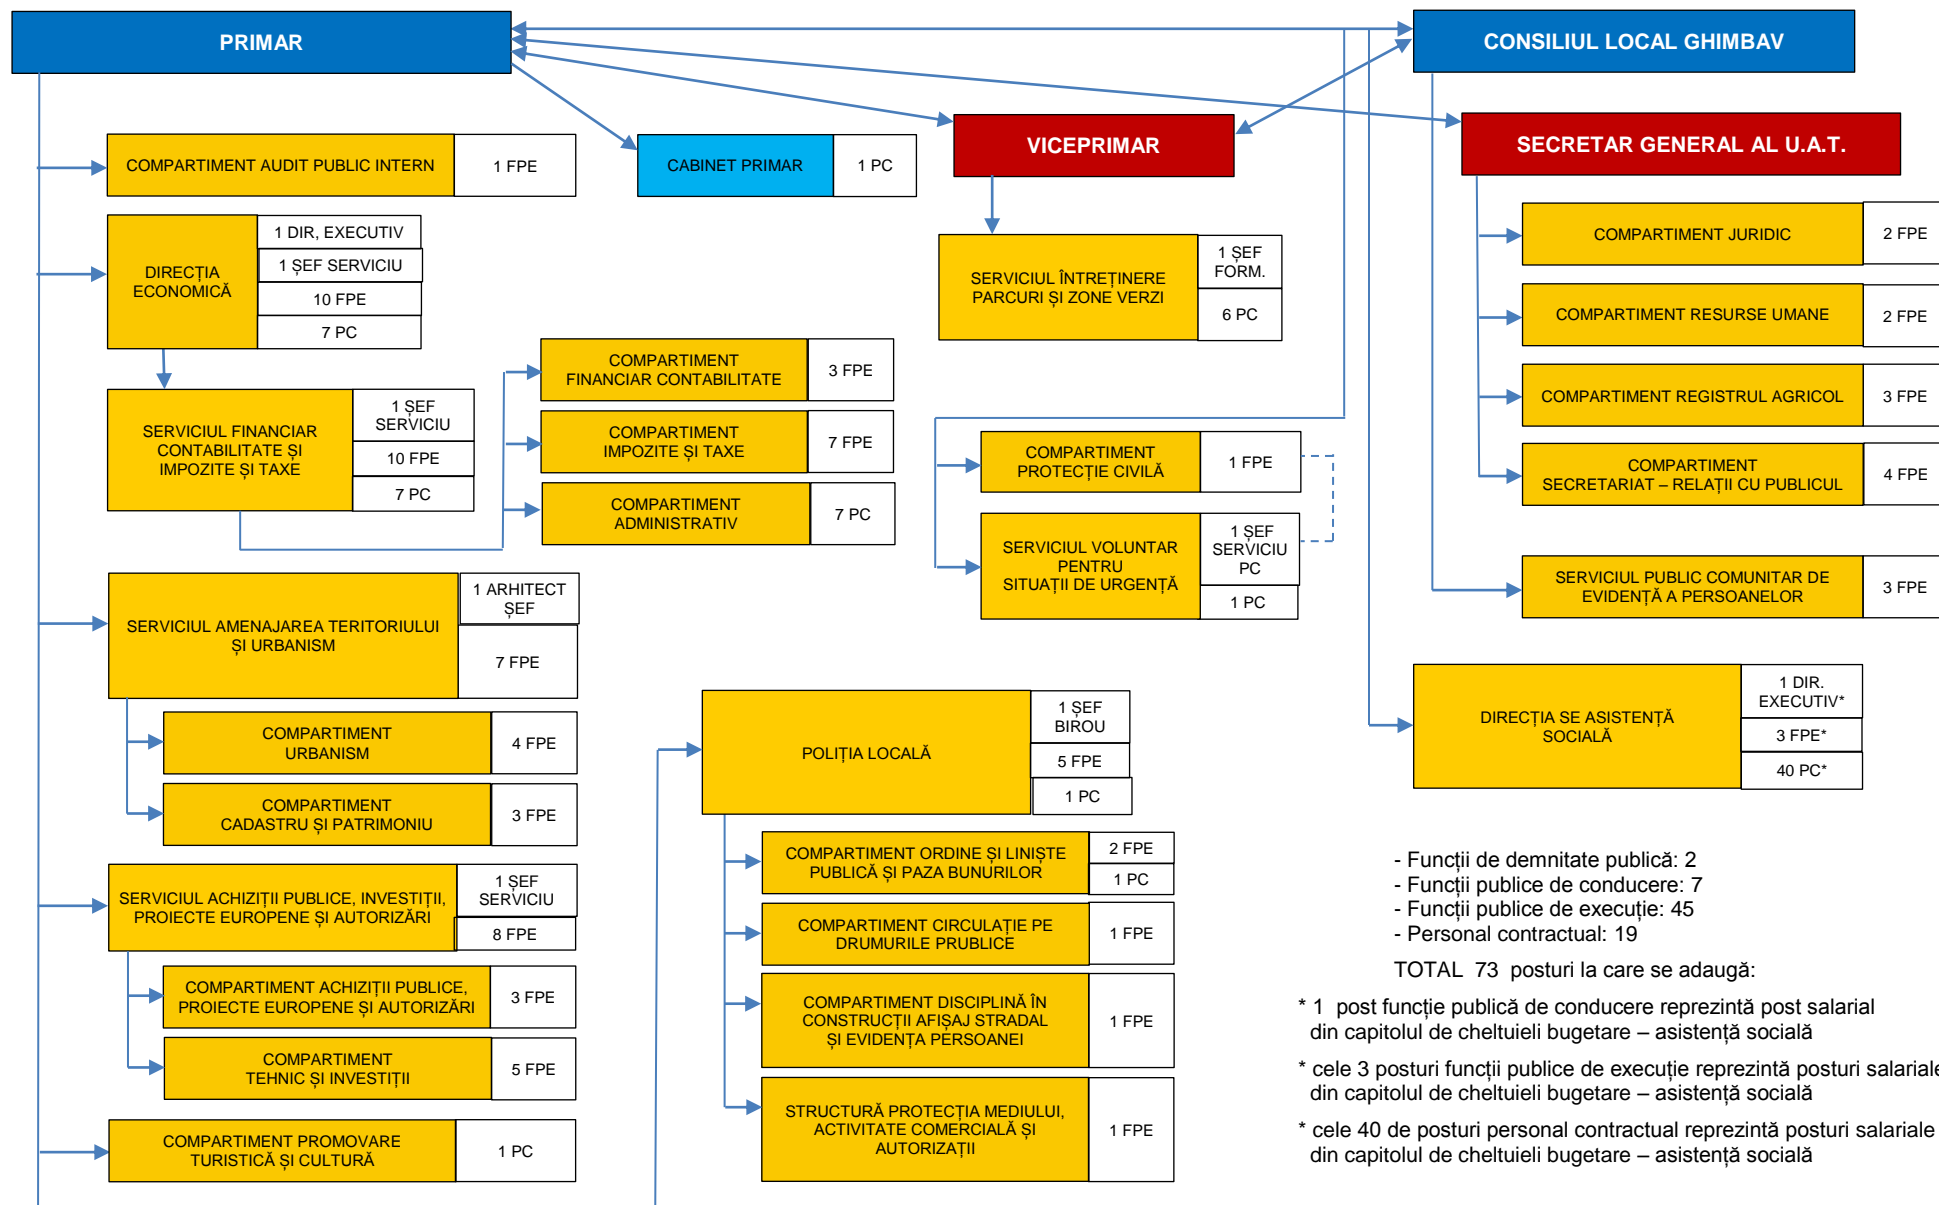 PRIMAR
CONSILIUL LOCAL GHIMBAV
VICEPRIMAR
SECRETAR GENERAL AL U.A.T.
COMPARTIMENT AUDIT PUBLIC INTERN
1 FPE
CABINET PRIMAR
1 PC
DIRECȚIA
ECONOMICĂ
1 DIR, EXECUTIV
1 ȘEF SERVICIU
10 FPE
7 PC
SERVICIUL ÎNTREȚINERE
PARCURI ȘI ZONE VERZI
1 ȘEF
FORM.
6 PC
COMPARTIMENT JURIDIC
2 FPE
COMPARTIMENT RESURSE UMANE
2 FPE
COMPARTIMENT REGISTRUL AGRICOL
3 FPE
COMPARTIMENT
SECRETARIAT – RELAȚII CU PUBLICUL
4 FPE
SERVICIUL PUBLIC COMUNITAR DE
EVIDENȚĂ A PERSOANELOR
3 FPE
SERVICIUL FINANCIAR
CONTABILITATE ȘI
IMPOZITE ȘI TAXE
1 ȘEF
SERVICIU
10 FPE
7 PC
COMPARTIMENT
FINANCIAR CONTABILITATE
3 FPE
COMPARTIMENT
IMPOZITE ȘI TAXE
7 FPE
COMPARTIMENT
ADMINISTRATIV
7 PC
COMPARTIMENT
PROTECȚIE CIVILĂ
1 FPE
SERVICIUL VOLUNTAR
PENTRU
SITUAȚII DE URGENȚĂ
1 ȘEF
SERVICIU
PC
1 PC
SERVICIUL AMENAJAREA TERITORIULUI
ȘI URBANISM
1 ARHITECT
ȘEF
7 FPE
COMPARTIMENT
URBANISM
4 FPE
COMPARTIMENT
CADASTRU ȘI PATRIMONIU
3 FPE
SERVICIUL ACHIZIȚII PUBLICE, INVESTIȚII,
PROIECTE EUROPENE ȘI AUTORIZĂRI
1 ȘEF
SERVICIU
8 FPE
COMPARTIMENT ACHIZIȚII PUBLICE,
PROIECTE EUROPENE ȘI AUTORIZĂRI
3 FPE
COMPARTIMENT
TEHNIC ȘI INVESTIȚII
5 FPE
COMPARTIMENT PROMOVARE
TURISTICĂ ȘI CULTURĂ
1 PC
POLIȚIA LOCALĂ
1 ȘEF
BIROU
5 FPE
1 PC
COMPARTIMENT ORDINE ȘI LINIȘTE
PUBLICĂ ȘI PAZA BUNURILOR
2 FPE
1 PC
COMPARTIMENT CIRCULAȚIE PE
DRUMURILE PRUBLICE
1 FPE
COMPARTIMENT DISCIPLINĂ ÎN
CONSTRUCȚII AFIȘAJ STRADAL
ȘI EVIDENȚA PERSOANEI
1 FPE
STRUCTURĂ PROTECȚIA MEDIULUI,
ACTIVITATE COMERCIALĂ ȘI
AUTORIZAȚII
1 FPE
DIRECȚIA SE ASISTENȚĂ
SOCIALĂ
1 DIR.
EXECUTIV*
3 FPE*
40 PC*
- Funcții de demnitate publică: 2
- Funcții publice de conducere: 7
- Funcții publice de execuție: 45
- Personal contractual: 19
TOTAL 73 posturi la care se adaugă:
* 1 post funcție publică de conducere reprezintă post salarial
din capitolul de cheltuieli bugetare – asistență socială
* cele 3 posturi funcții publice de execuție reprezintă posturi salariale
din capitolul de cheltuieli bugetare – asistență socială
* cele 40 de posturi personal contractual reprezintă posturi salariale
din capitolul de cheltuieli bugetare – asistență socială